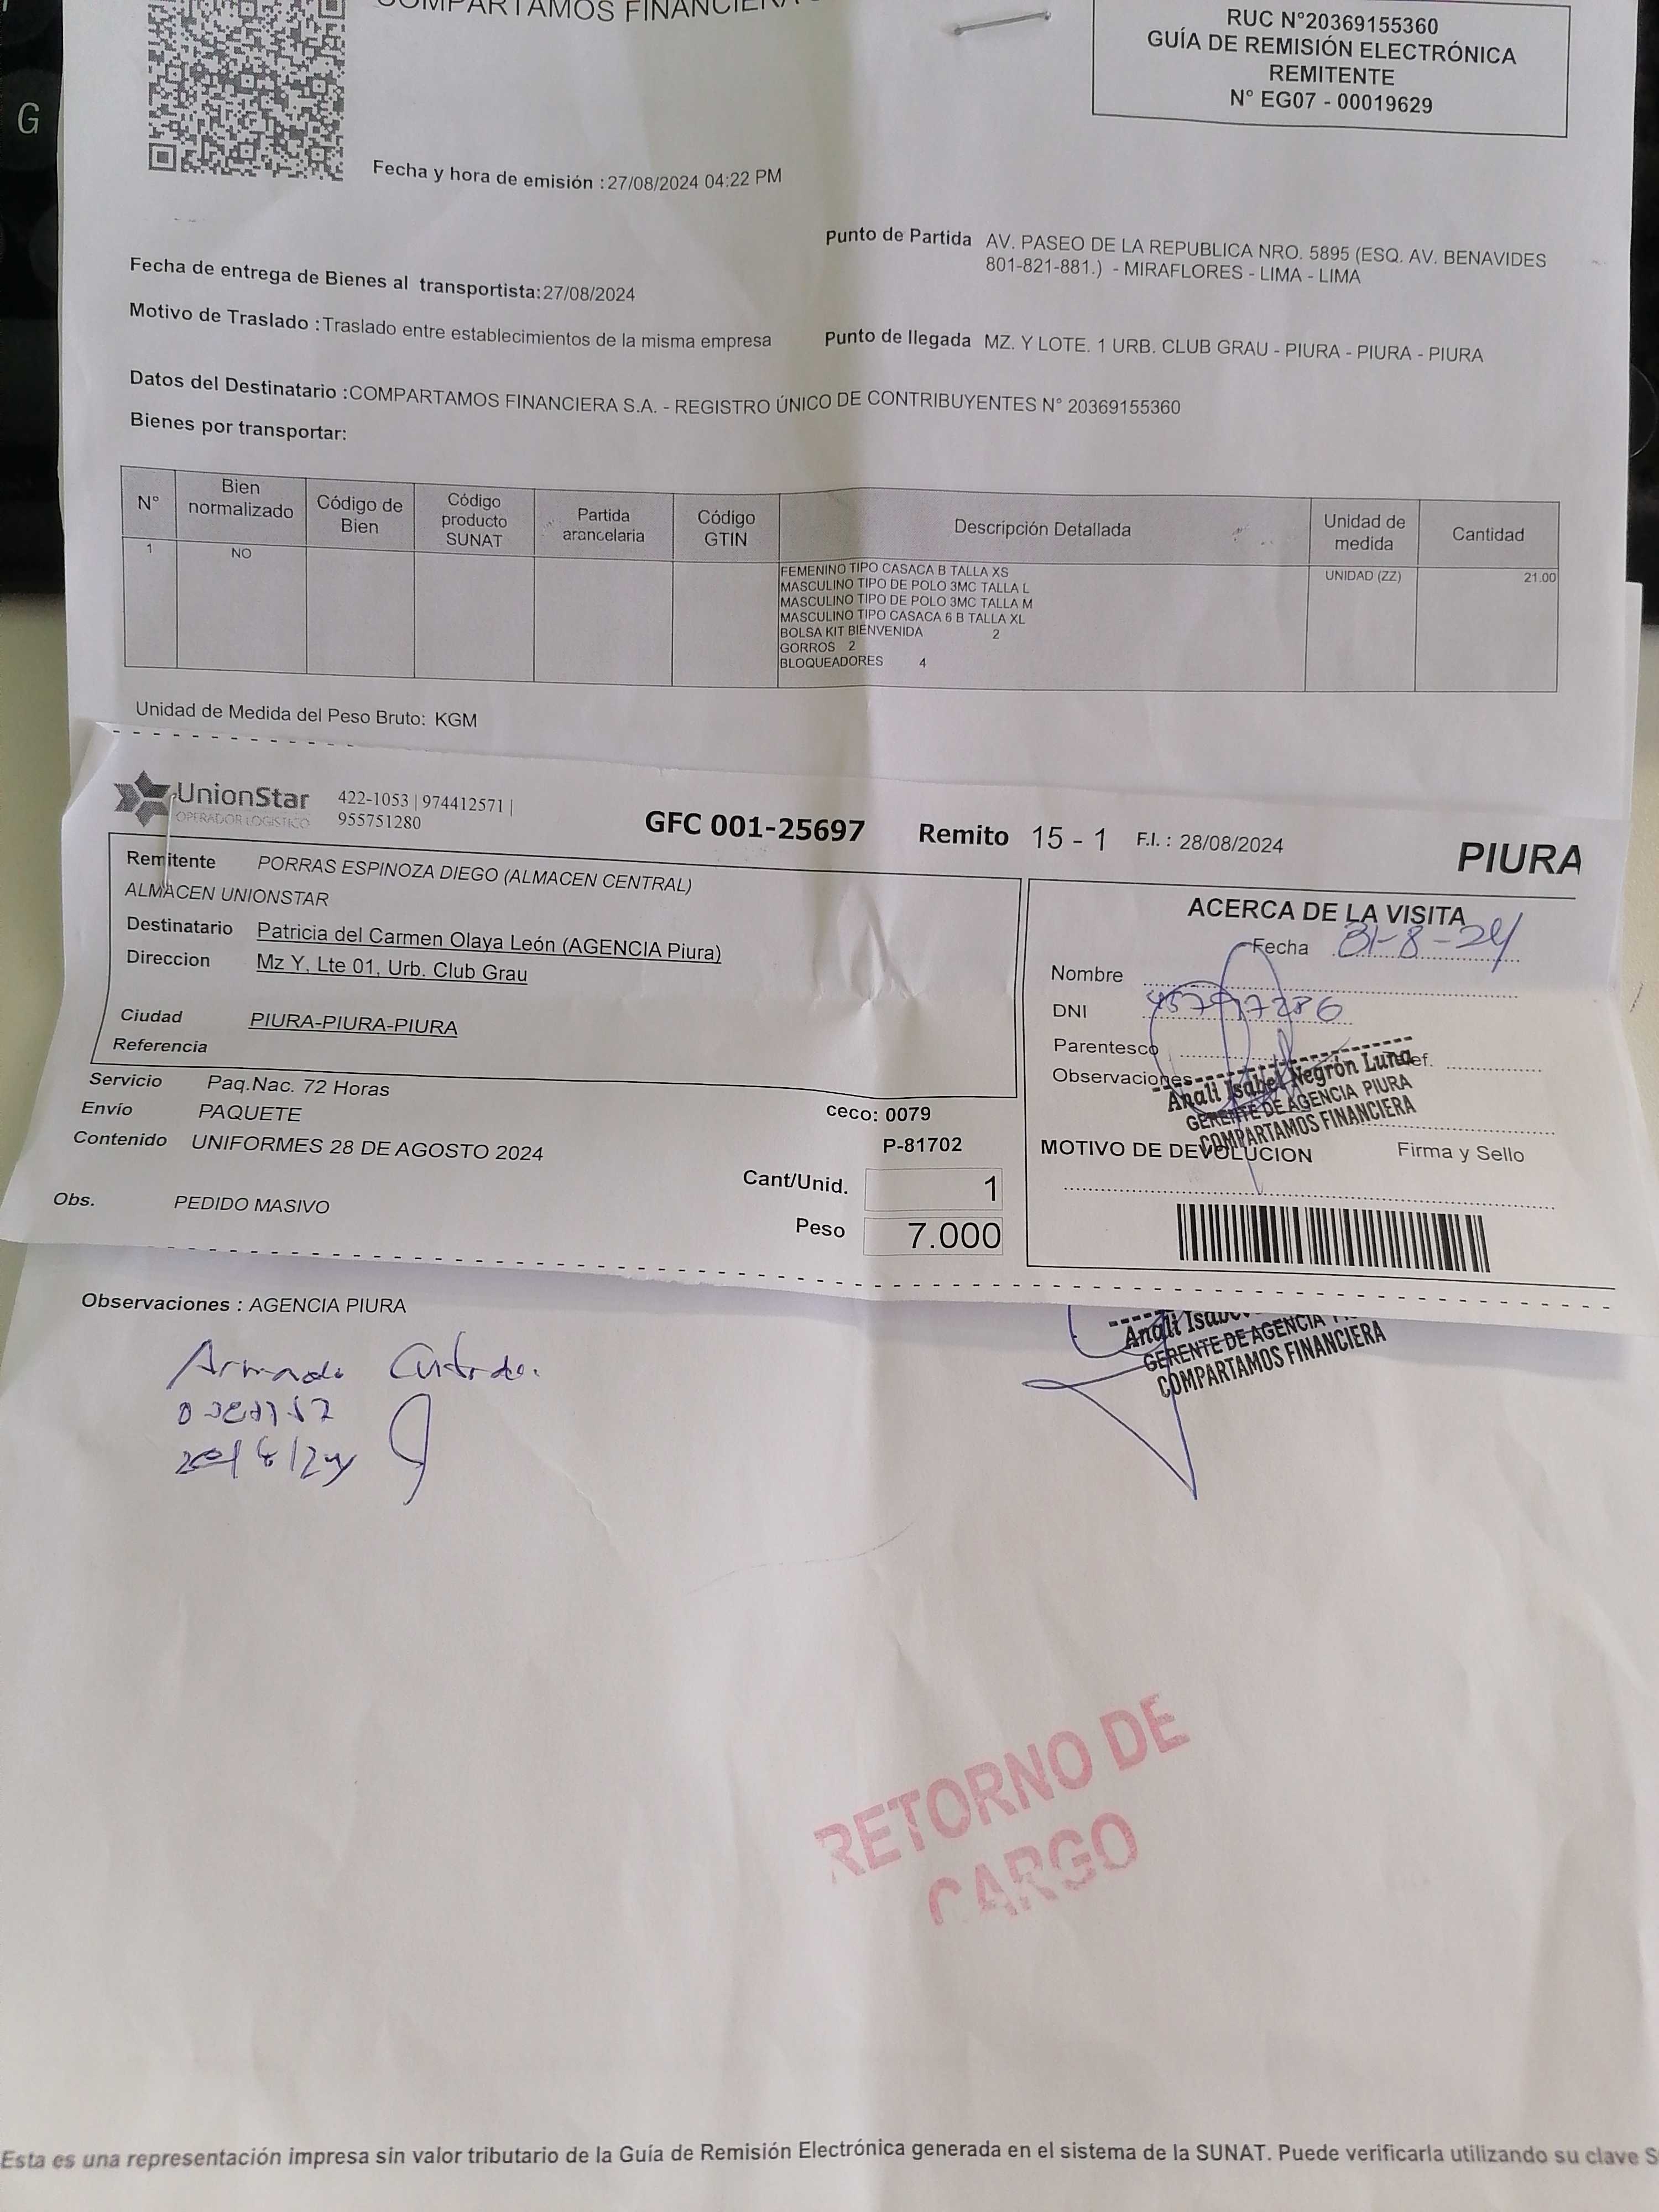 COMPARTAMOS FINANCIERA
RUC N°20369155360
GUÍA DE REMISIÓN ELECTRÓNICA
REMITENTE
N° EG07 - 00019629
G
Fecha y hora de emisión :27/08/2024 04:22 PM
Punto de Partida AV. PASEO DE LA REPUBLICA NRO. 5895 (ESQ. AV. BENAVIDES
801-821-881.) - MIRAFLORES - LIMA - LIMA
Fecha de entrega de Bienes al transportista:27/08/2024
Motivo de Traslado :Traslado entre establecimientos de la misma empresa
Punto de llegada MZ. Y LOTE. 1 URB. CLUB GRAU - PIURA - PIURA - PIURA
Datos del Destinatario :COMPARTAMOS FINANCIERA S.A. - REGISTRO ÚNICO DE CONTRIBUYENTES N° 20369155360
Bienes por transportar:
N° Bien normalizado Código de Bien Código producto SUNAT Partida arancelaria Código GTIN Descripción Detallada Unidad de medida Cantidad
1 NO FEMENINO TIPO CASACA B TALLA XS UNIDAD (ZZ) 21.00
MASCULINO TIPO DE POLO 3MC TALLA L
MASCULINO TIPO DE POLO 3MC TALLA M
MASCULINO TIPO CASACA 6 B TALLA XL
BOLSA KIT BIENVENIDA 2
GORROS 2
BLOQUEADORES 4
Unidad de Medida del Peso Bruto: KGM
UnionStar
OPERADOR LOGISTICO
422-1053 | 974412571 |
955751280
GFC 001-25697 Remito 15 - 1 F.I. : 28/08/2024 PIURA
Remitente PORRAS ESPINOZA DIEGO (ALMACEN CENTRAL)
ALMACEN UNIONSTAR
Destinatario Patricia del Carmen Olaya León (AGENCIA Piura)
Direccion Mz Y, Lte 01, Urb. Club Grau
Ciudad PIURA-PIURA-PIURA
Referencia
Servicio Paq.Nac. 72 Horas
Envío PAQUETE
Contenido UNIFORMES 28 DE AGOSTO 2024
Obs. PEDIDO MASIVO
ceco: 0079
P-81702
Cant/Unid. 1
Peso 7.000
ACERCA DE LA VISITA
Fecha 31-8-24
Nombre
DNI
Parentesco
Observaciones
Anali Isabel Negrón Luna
GERENTE DE AGENCIA PIURA
COMPARTAMOS FINANCIERA
MOTIVO DE DEVOLUCION Firma y Sello
Observaciones : AGENCIA PIURA
Anali
GERENTE DE AGENCIA
COMPARTAMOS FINANCIERA
RETORNO DE
CARGO
Esta es una representación impresa sin valor tributario de la Guía de Remisión Electrónica generada en el sistema de la SUNAT. Puede verificarla utilizando su clave